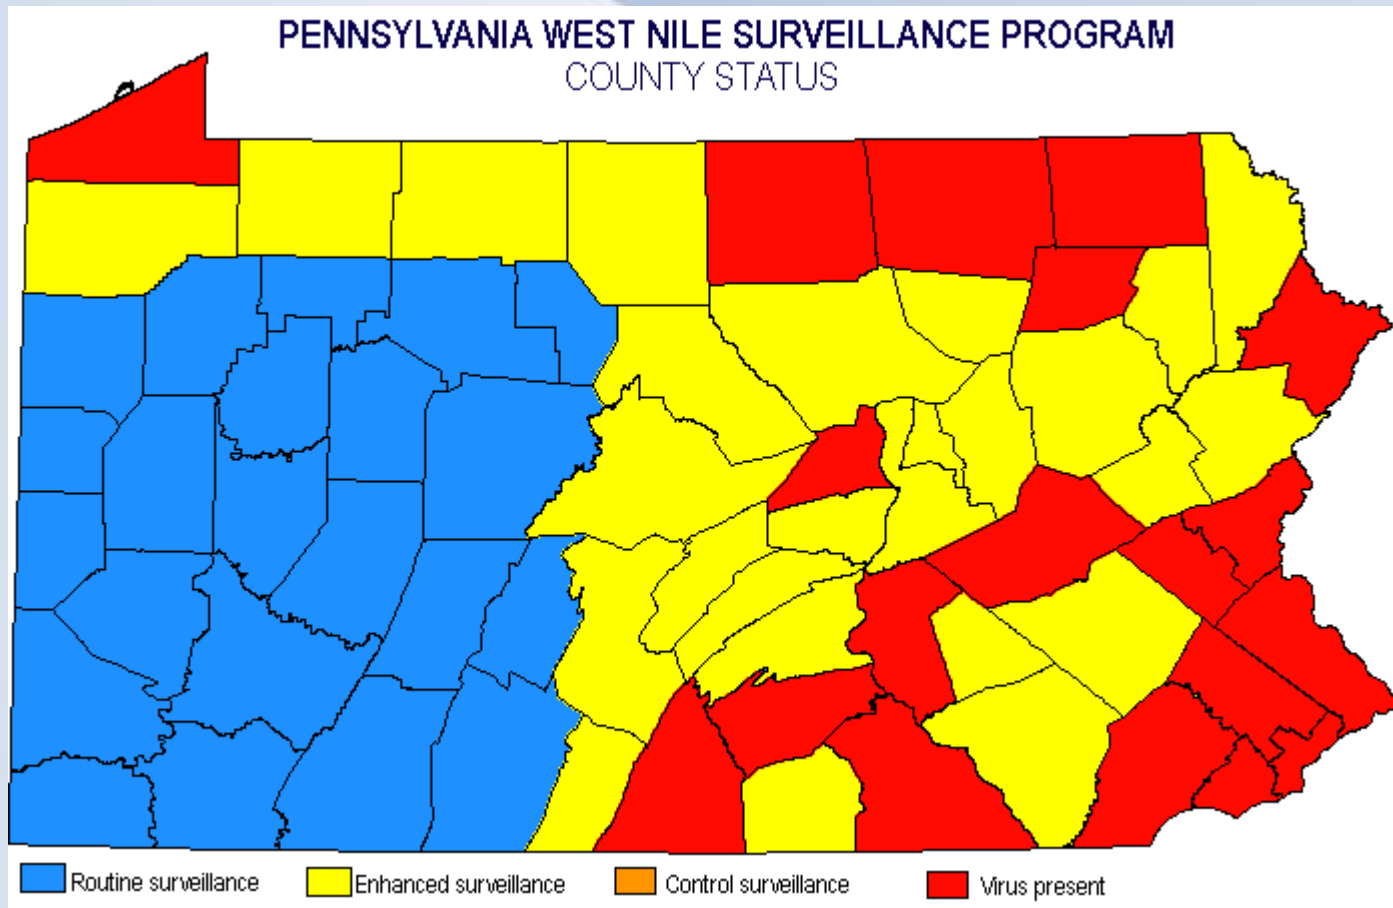 PENNSYLVANIA WEST NILE SURVEILLANCE PROGRAM
COUNTY STATUS
Routine surveillance Enhanced surveillance Control surveillance Virus present